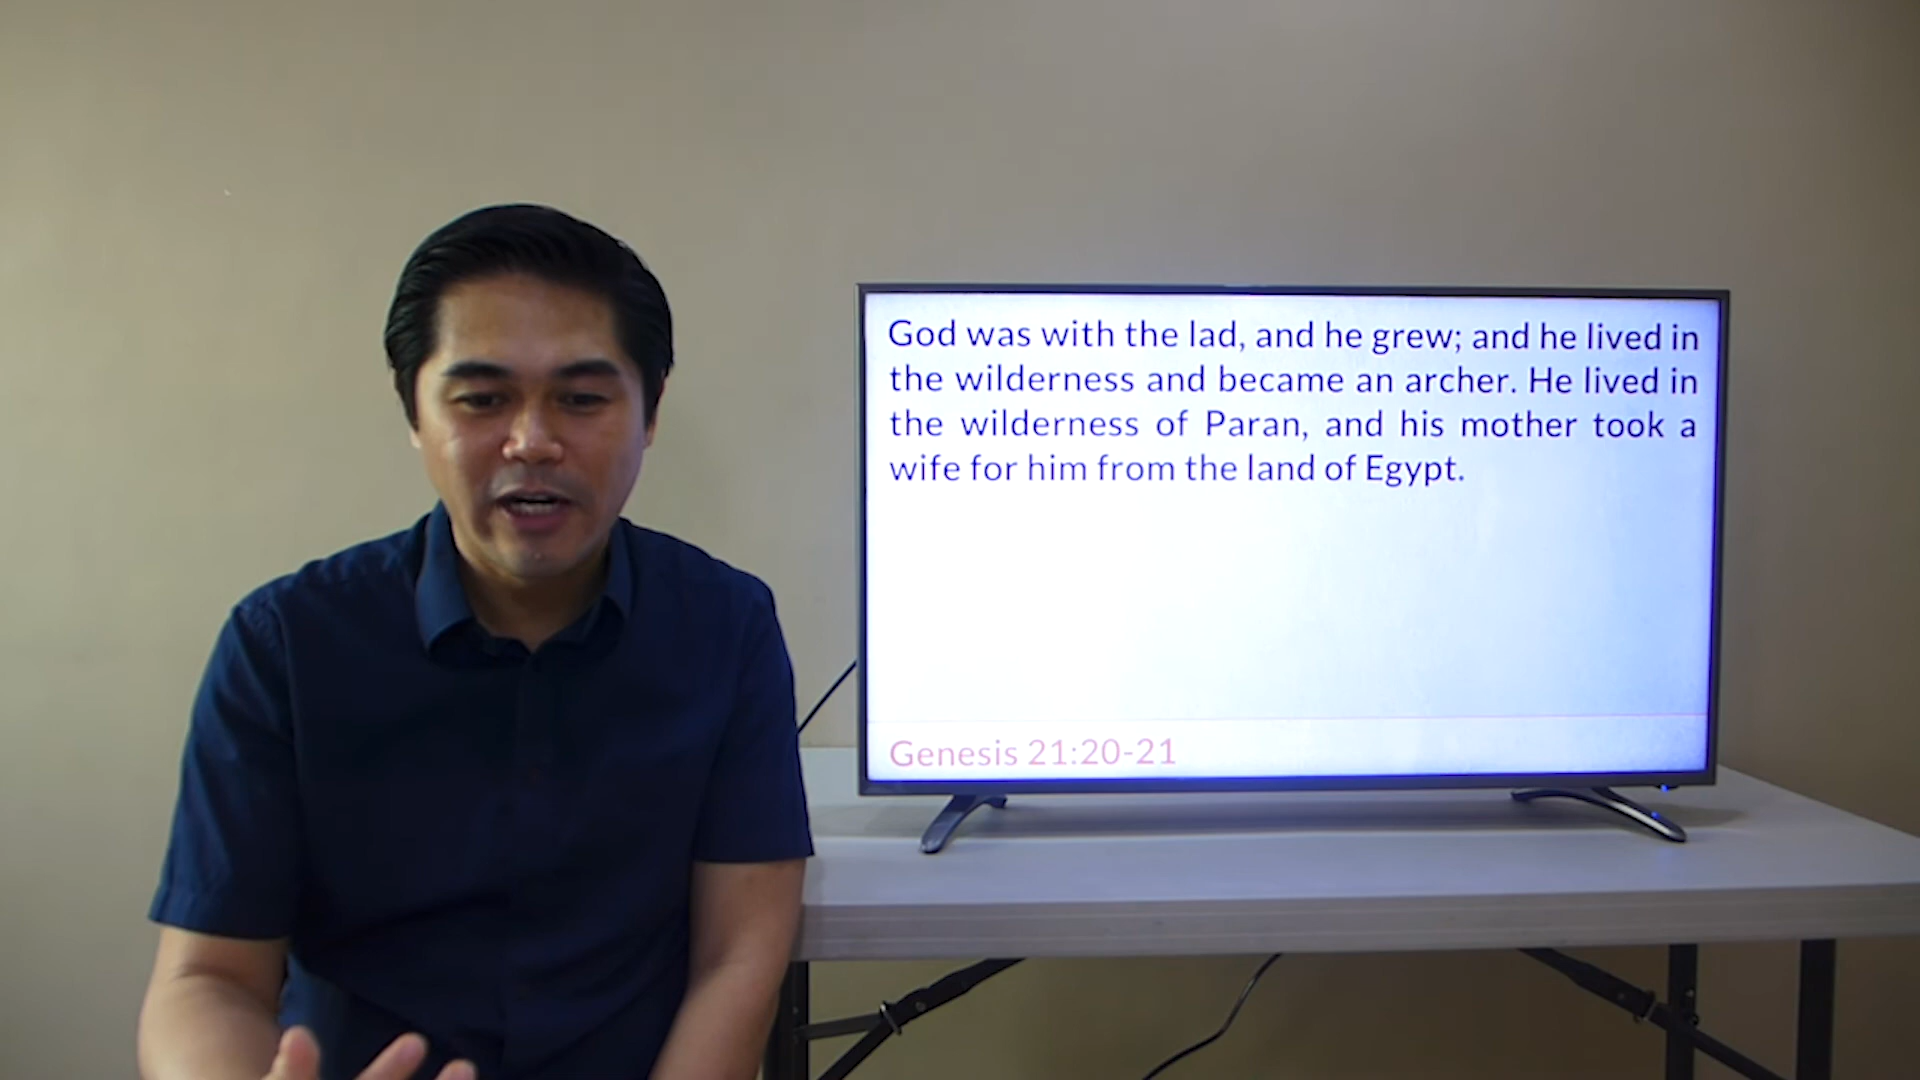 God was with the lad, and he grew; and he lived in
the wilderness and became an archer. He lived in
the wilderness of Paran, and his mother took a
wife for him from the land of Egypt.
Genesis 21:20-21